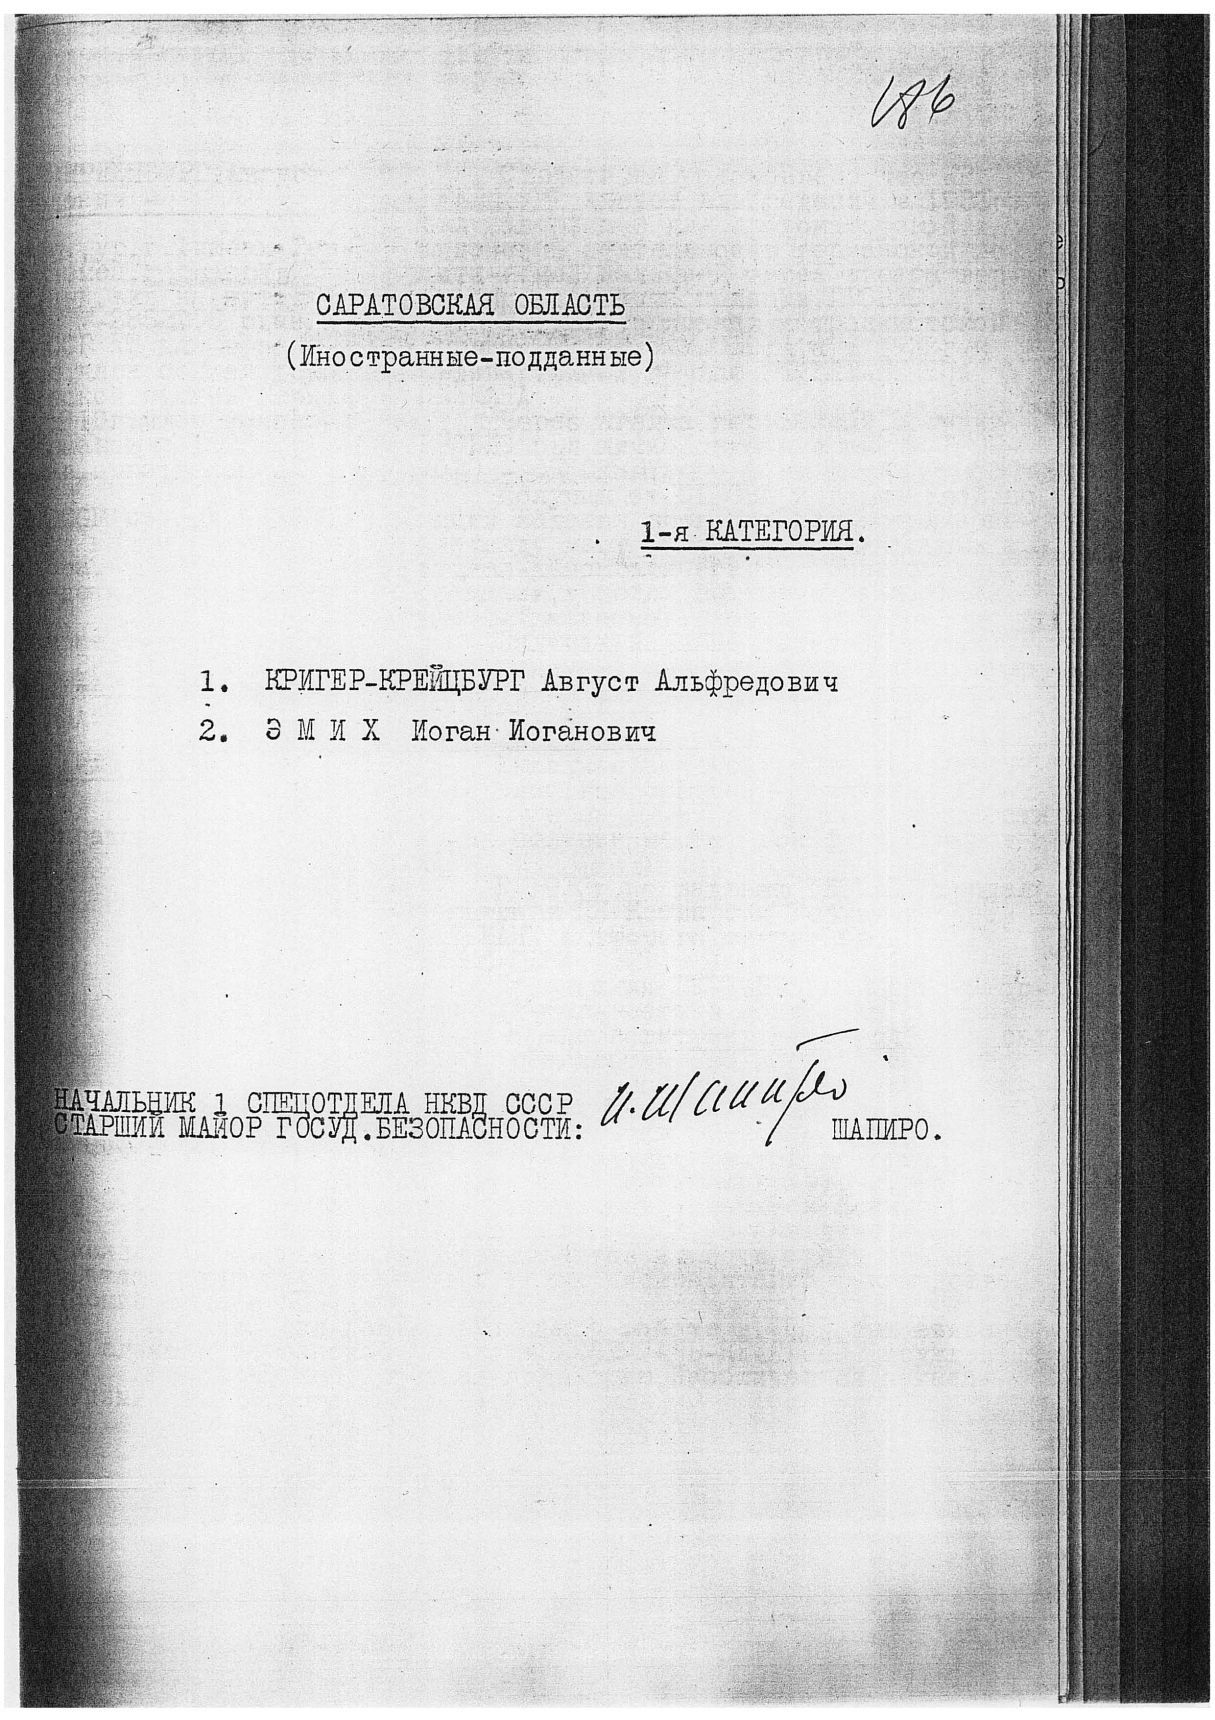 186
САРАТОВСКАЯ ОБЛАСТЬ
(Иностранные-подданные)
1-я КАТЕГОРИЯ.
1. КРИГЕР-КРЕЙЦБУРГ Август Альфредович
2. Э М И Х Иоган Иоганович
НАЧАЛЬНИК 1 СПЕЦОТДЕЛА НКВД СССР
СТАРШИЙ МАЙОР ГОСУД.БЕЗОПАСНОСТИ: И. Шапиро ШАПИРО.